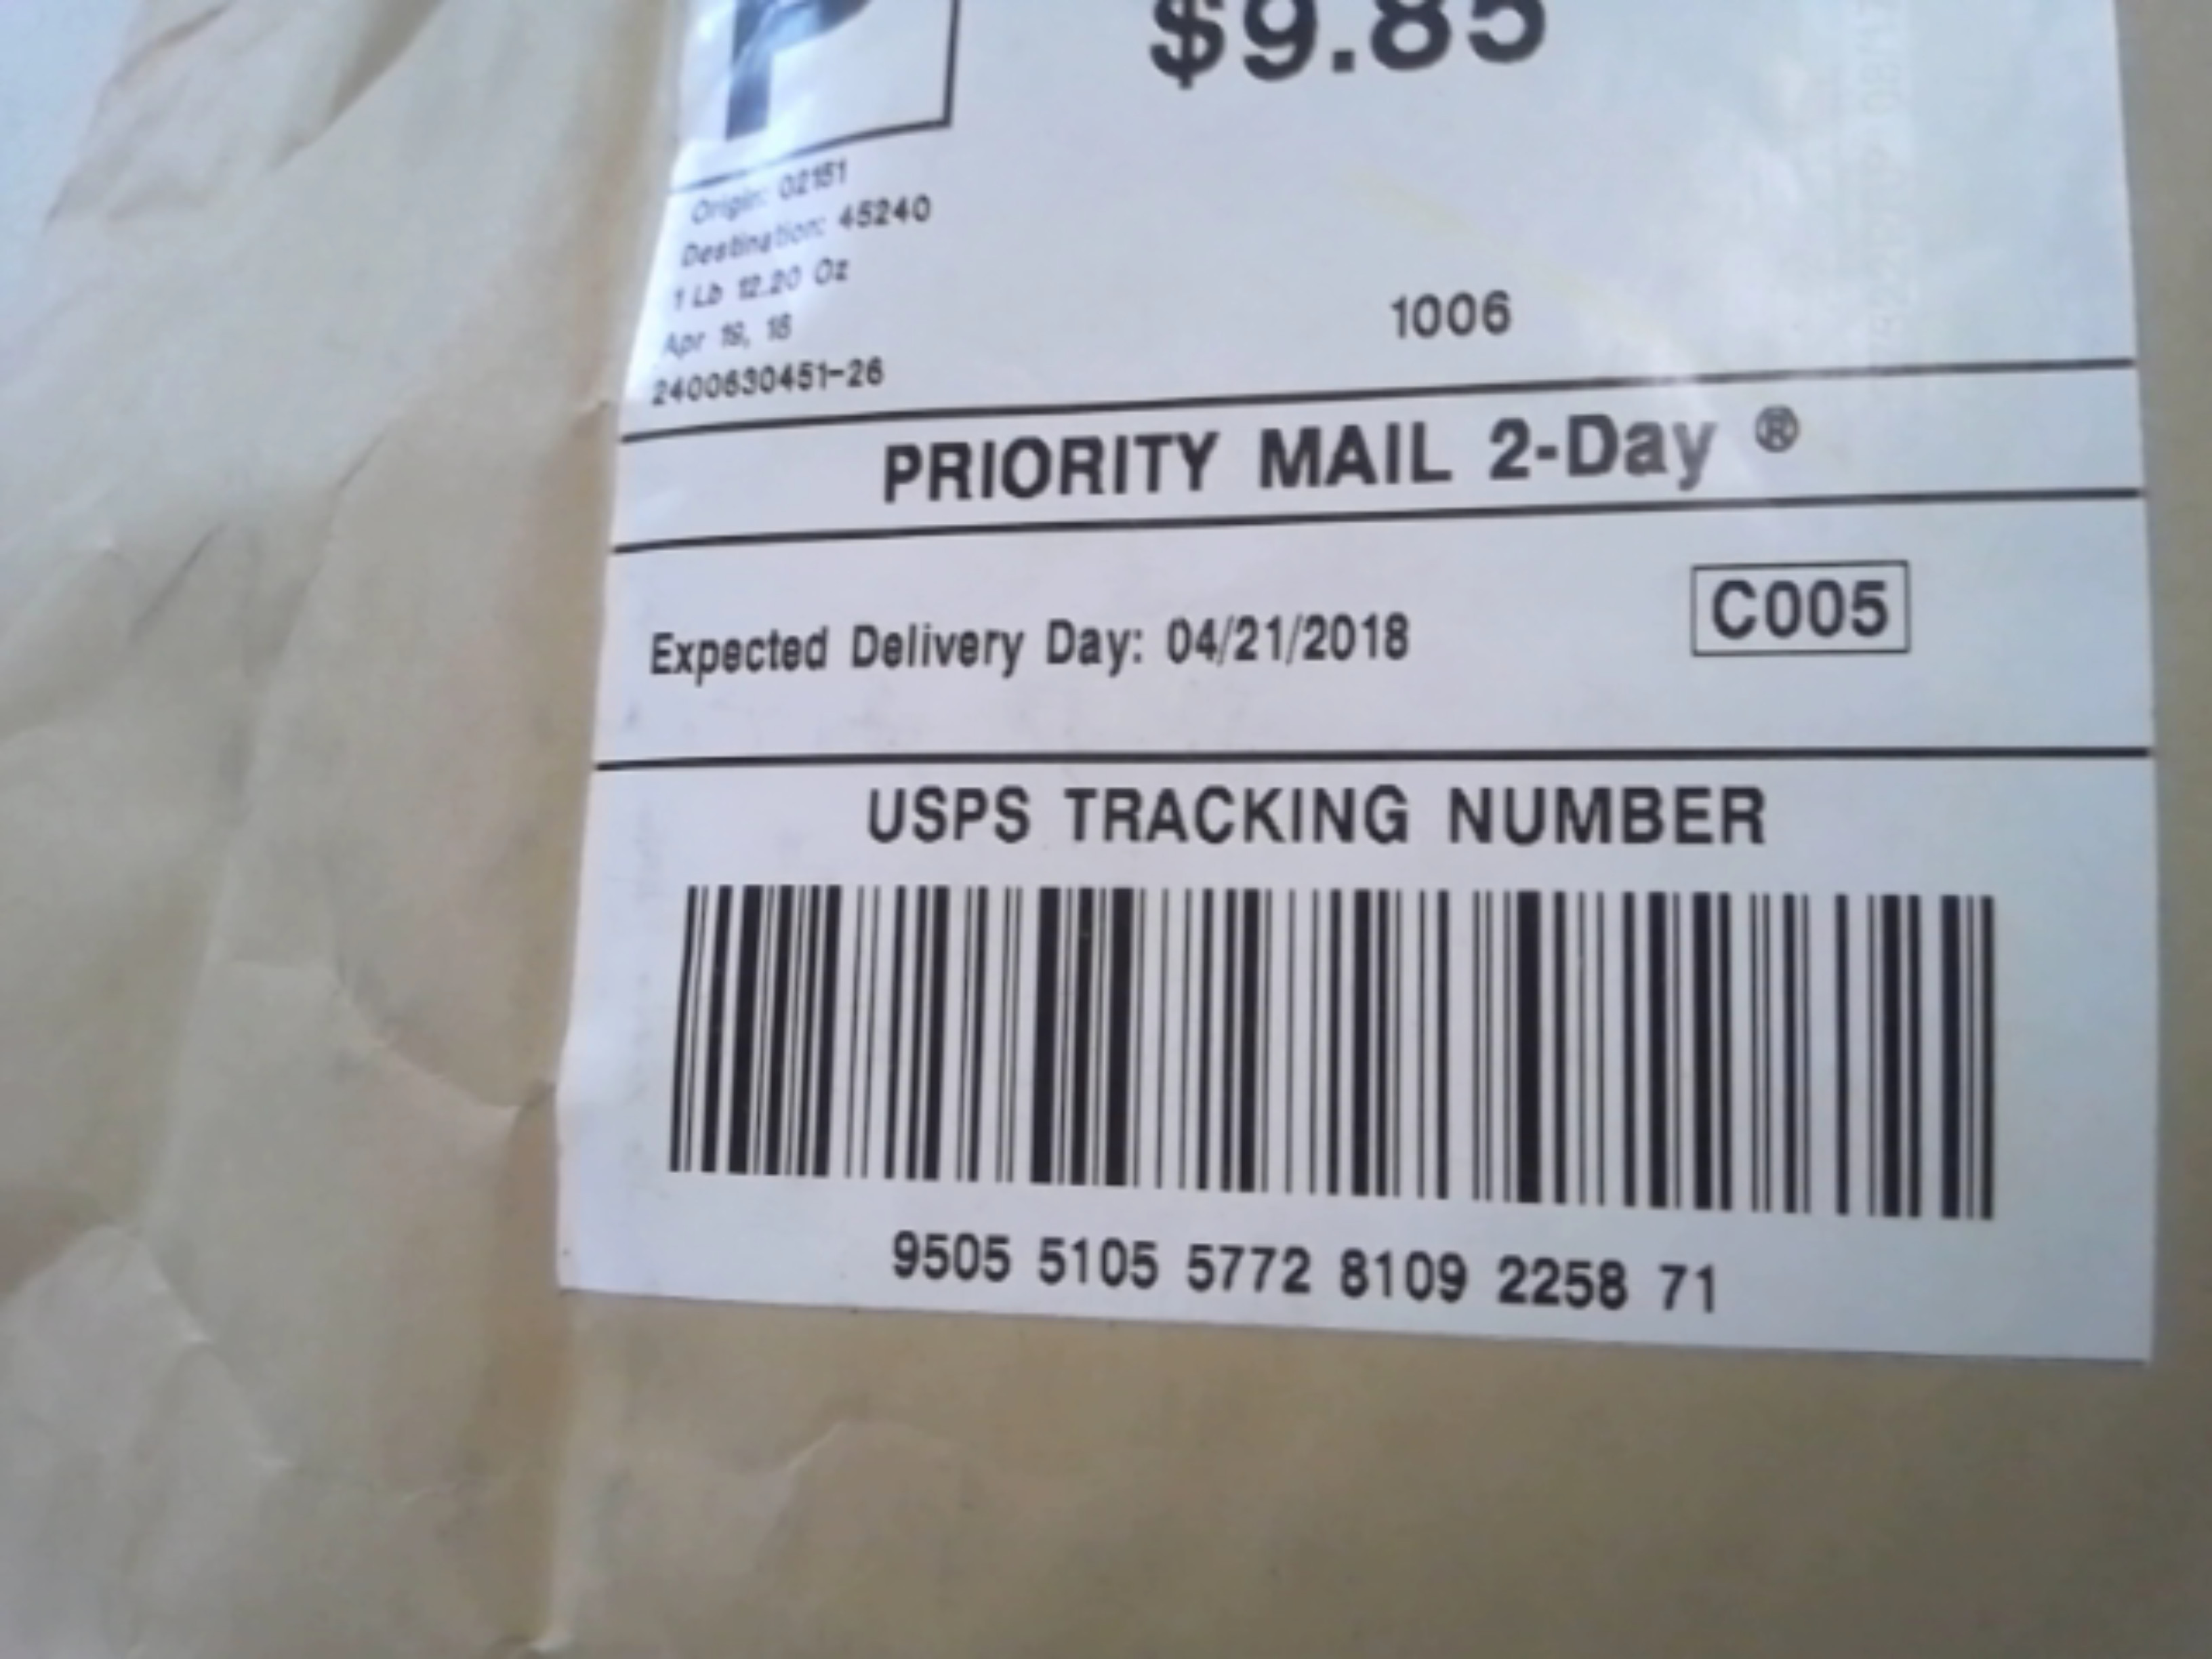 P
$9.85
Origin: 02151
Destination: 45240
1 Lb 12.20 Oz
Apr 19, 18
2400630451-26
1006
PRIORITY MAIL 2-Day ®
Expected Delivery Day: 04/21/2018
C005
USPS TRACKING NUMBER
9505 5105 5772 8109 2258 71